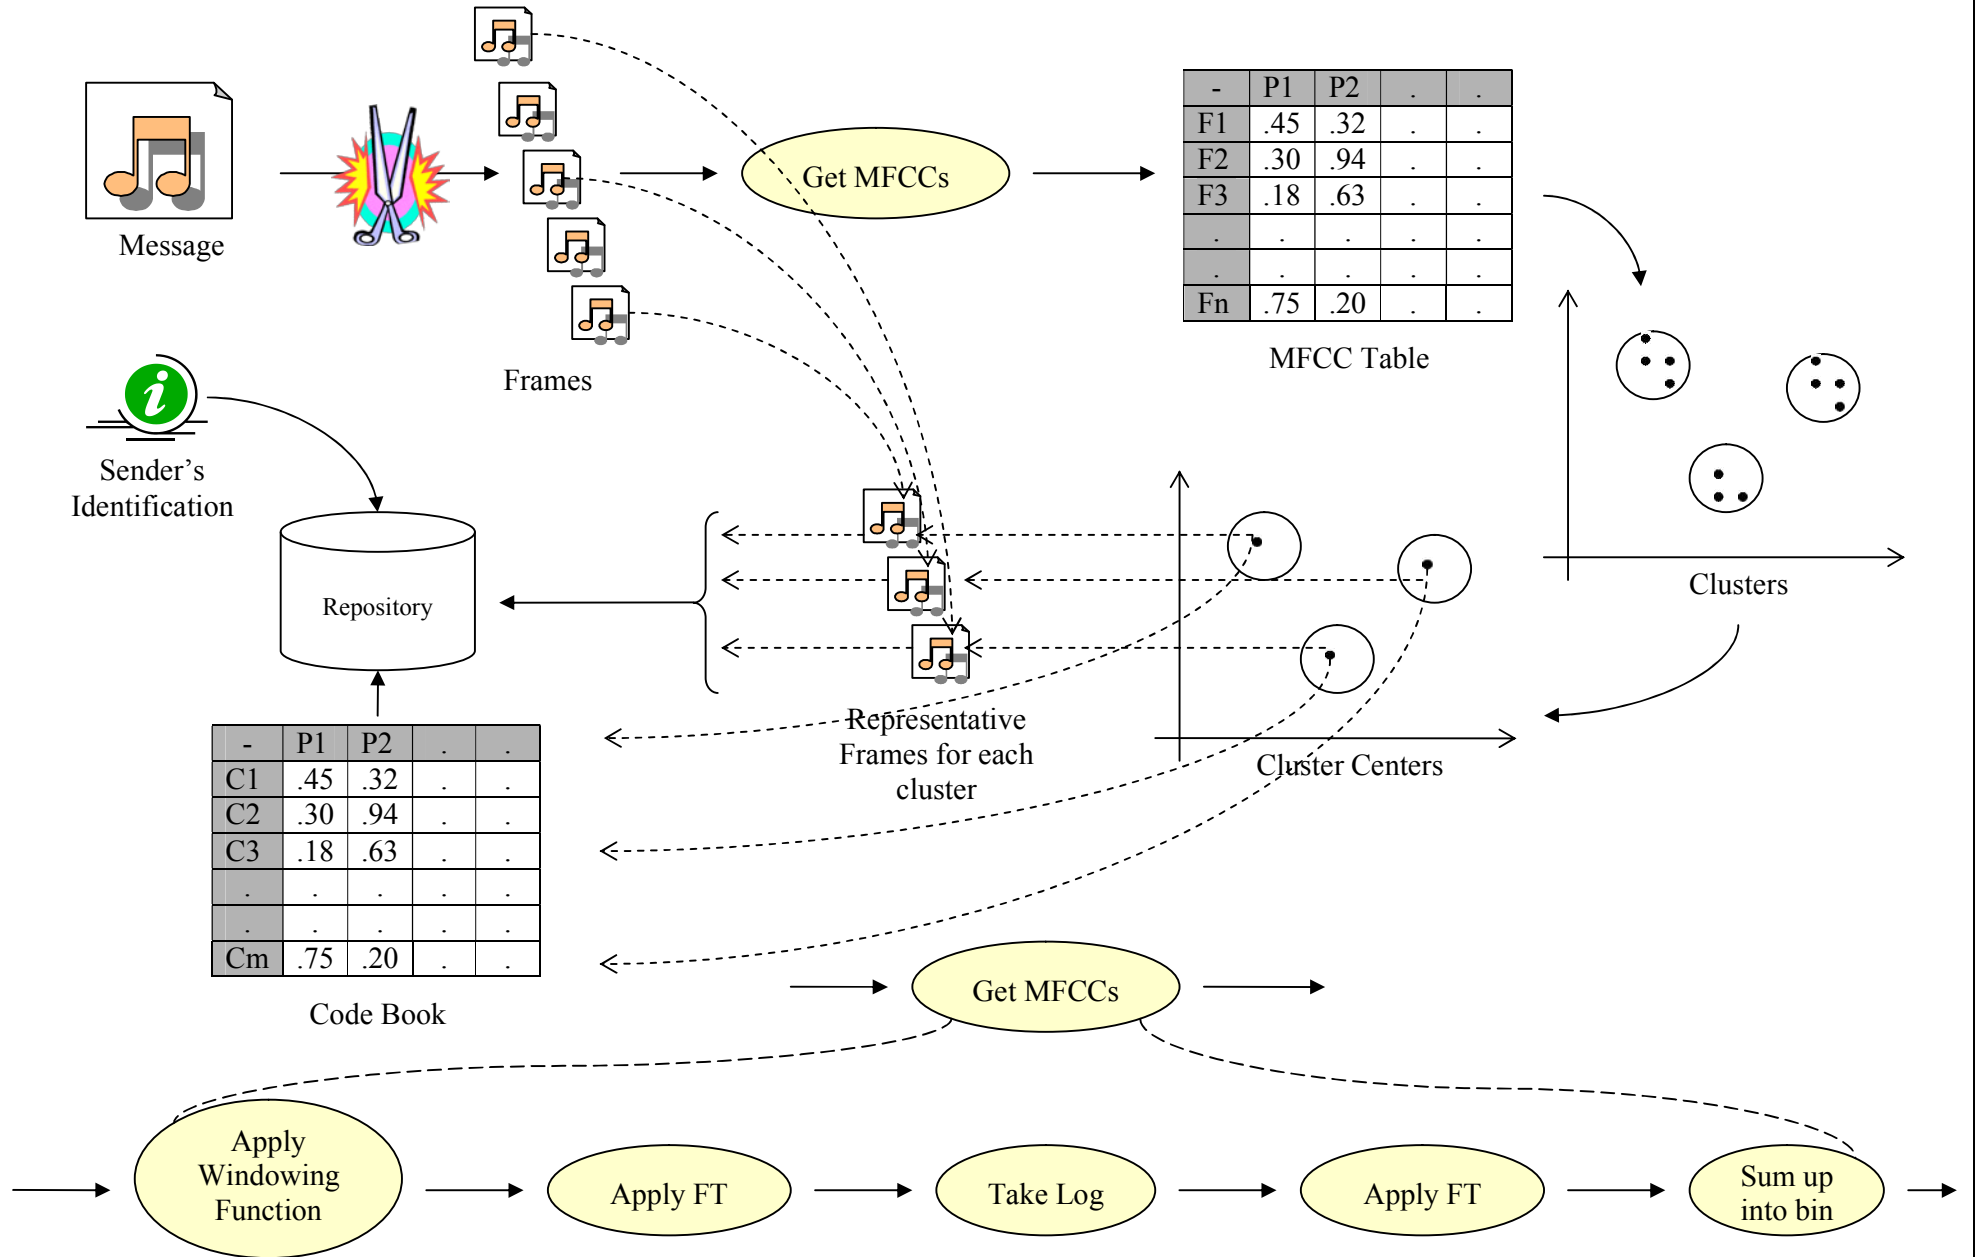 Message
Frames
Get MFCCs
- P1 P2 . .
F1 .45 .32 . .
F2 .30 .94 . .
F3 .18 .63 . .
. . . . .
. . . . .
Fn .75 .20 . .
MFCC Table
Clusters
Cluster Centers
Representative
Frames for each
cluster
i
Sender’s
Identification
Repository
- P1 P2 . .
C1 .45 .32 . .
C2 .30 .94 . .
C3 .18 .63 . .
. . . . .
. . . . .
Cm .75 .20 . .
Code Book
Get MFCCs
Apply
Windowing
Function
Apply FT
Take Log
Apply FT
Sum up
into bin